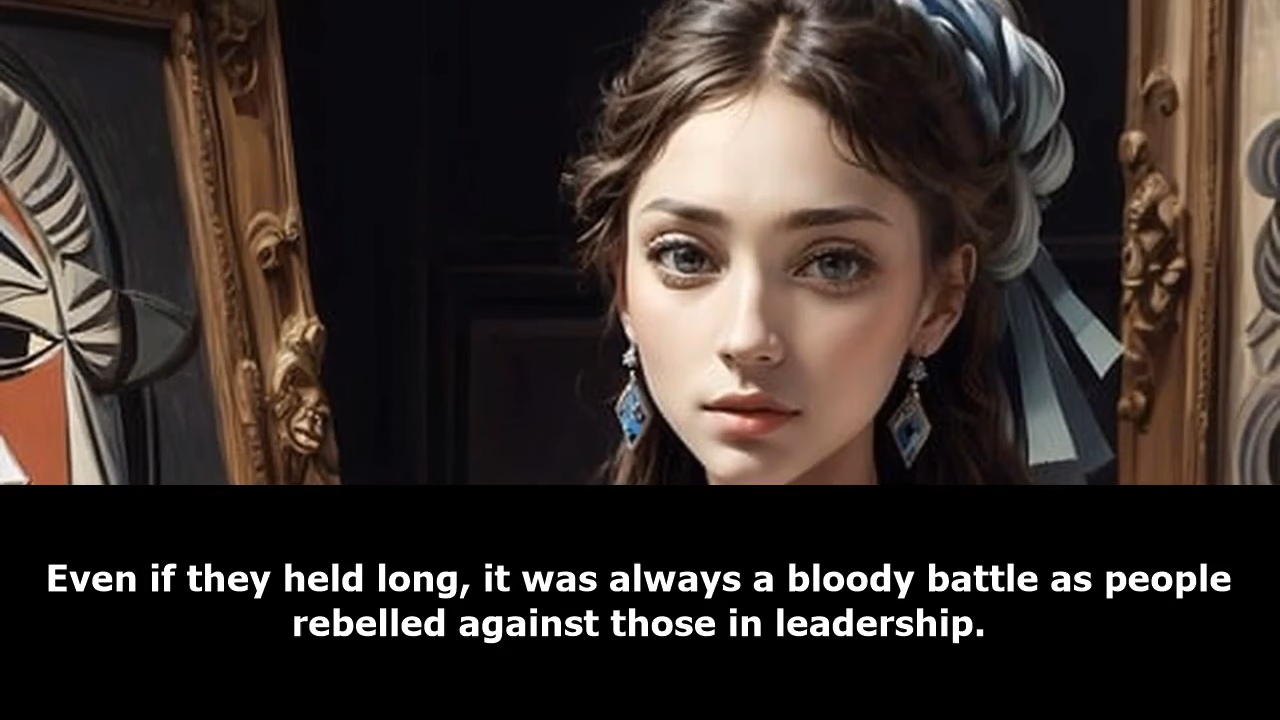 Even if they held long, it was always a bloody battle as people
rebelled against those in leadership.